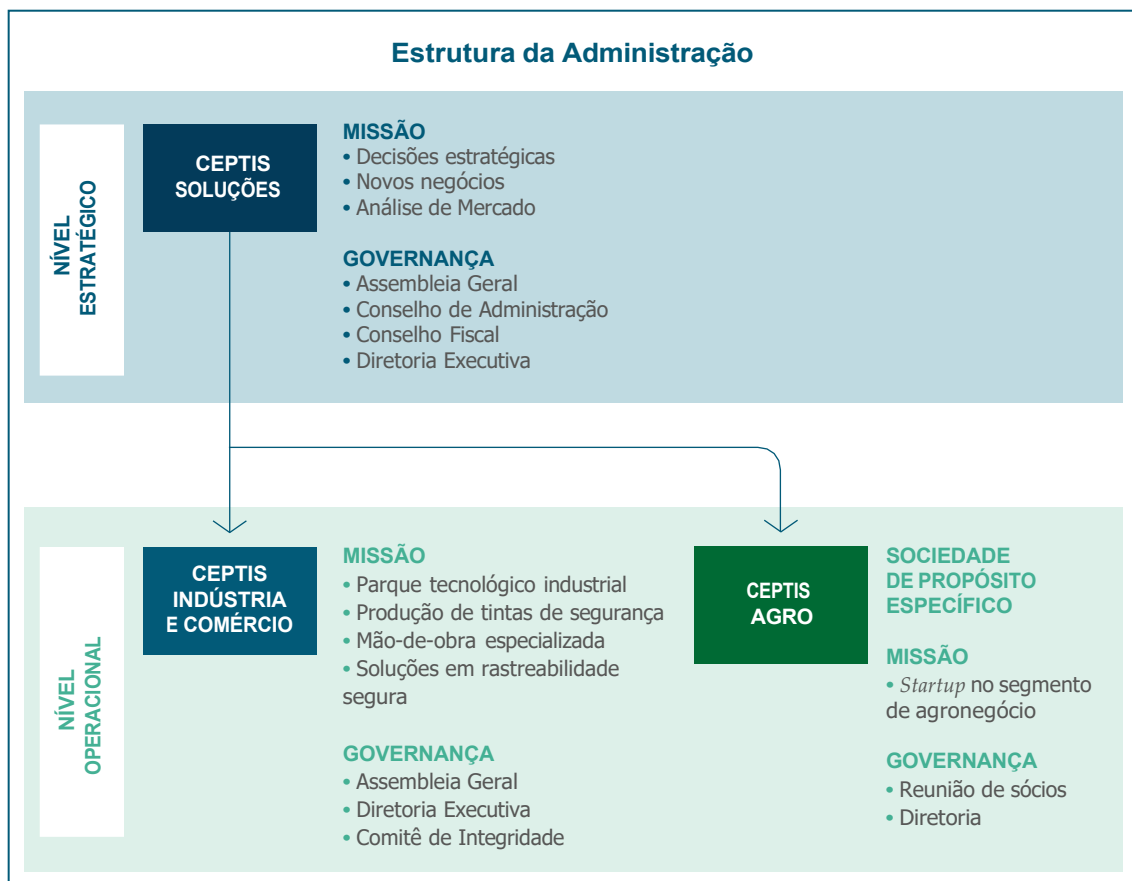 Estrutura da Administração
NÍVEL
ESTRATÉGICO
CEPTIS
SOLUÇÕES
MISSÃO
• Decisões estratégicas
• Novos negócios
• Análise de Mercado
GOVERNANÇA
• Assembleia Geral
• Conselho de Administração
• Conselho Fiscal
• Diretoria Executiva
NÍVEL
OPERACIONAL
CEPTIS
INDÚSTRIA
E COMÉRCIO
MISSÃO
• Parque tecnológico industrial
• Produção de tintas de segurança
• Mão-de-obra especializada
• Soluções em rastreabilidade
segura
GOVERNANÇA
• Assembleia Geral
• Diretoria Executiva
• Comitê de Integridade
CEPTIS
AGRO
SOCIEDADE
DE PROPÓSITO
ESPECÍFICO
MISSÃO
• Startup no segmento
de agronegócio
GOVERNANÇA
• Reunião de sócios
• Diretoria